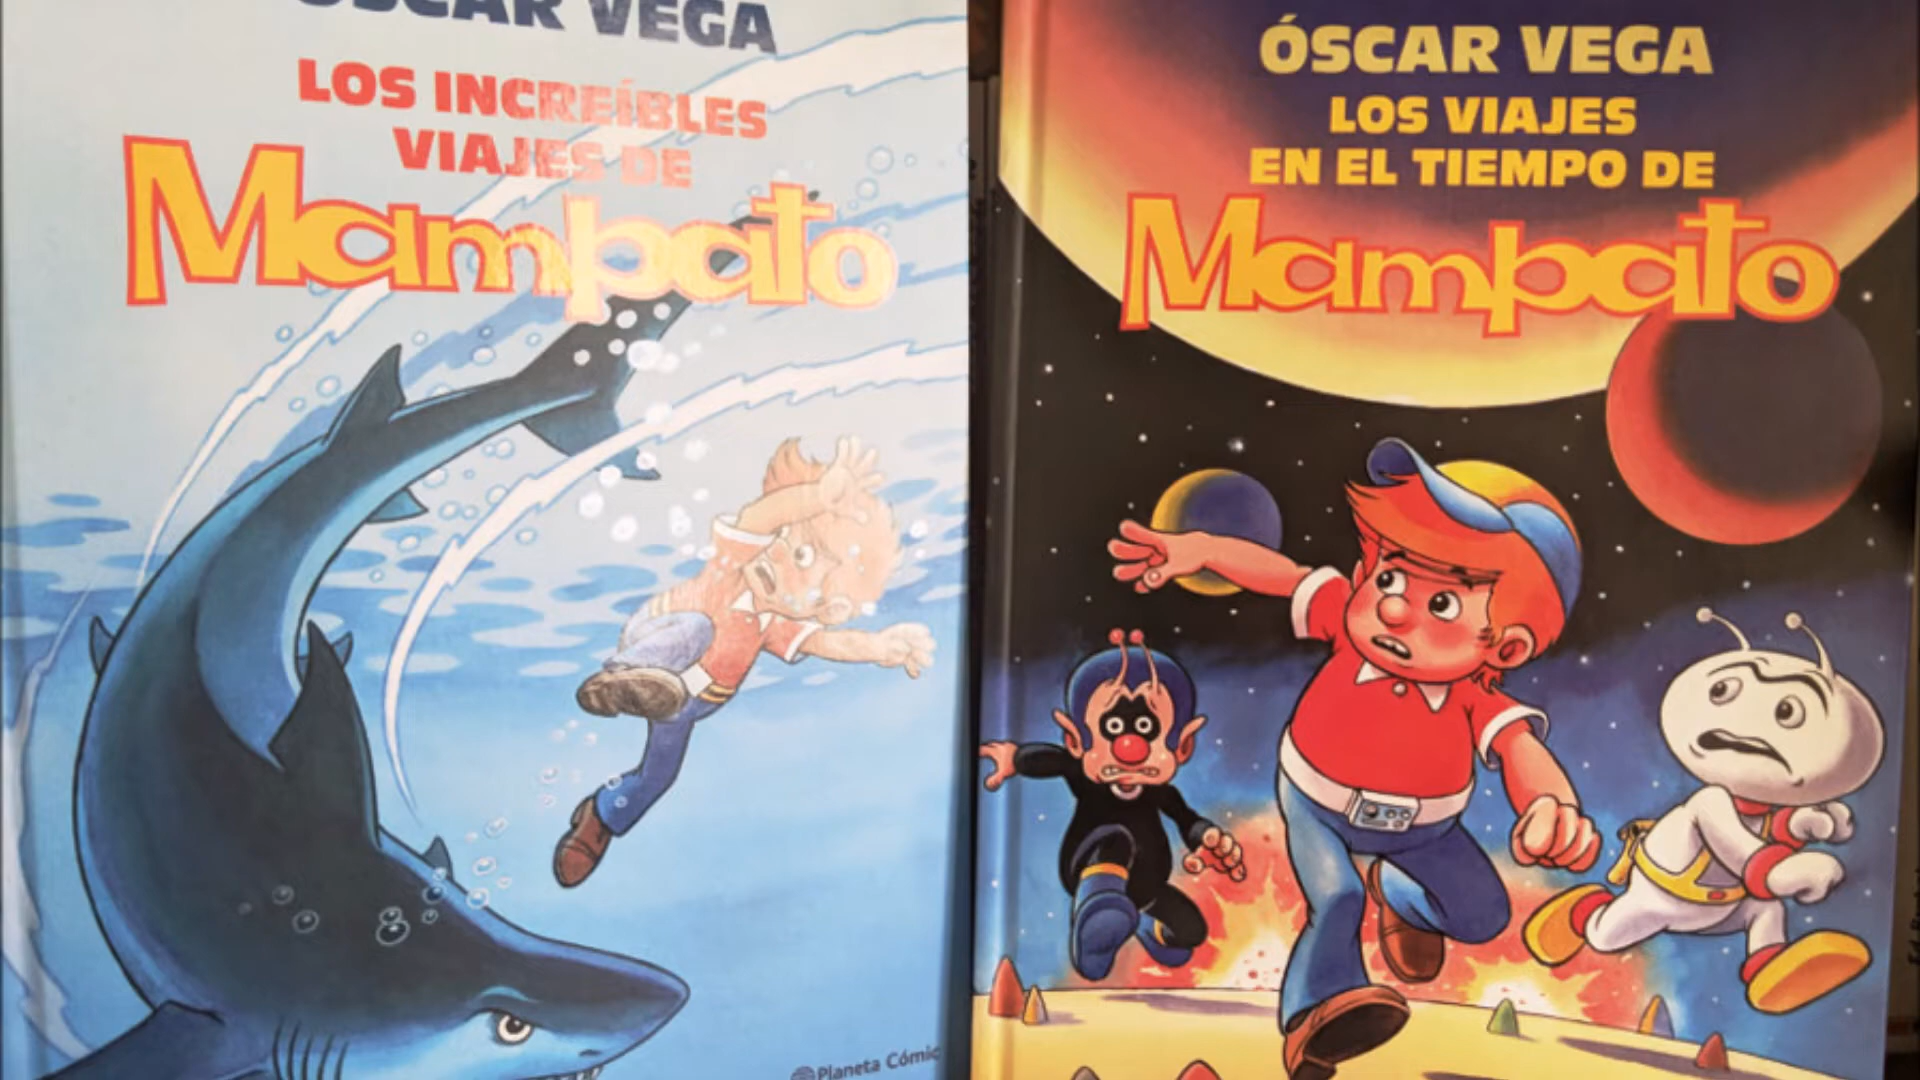 ÓSCAR VEGA
LOS INCREÍBLES
VIAJES DE
Mampato
Planeta Cómic
ÓSCAR VEGA
LOS VIAJES
EN EL TIEMPO DE
Mampato